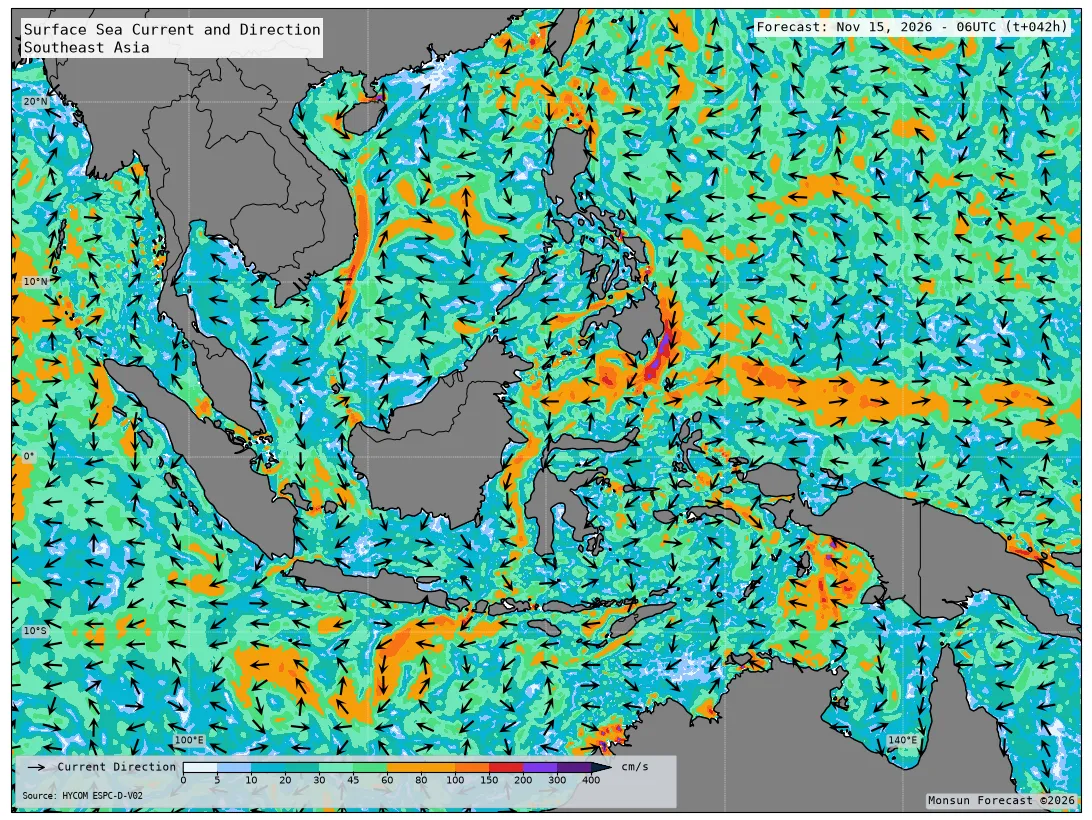 Surface Sea Current and Direction
Southeast Asia
Forecast: Nov 15, 2026 - 06UTC (t+042h)
20°N
10°N
0°
10°S
100°E
140°E
Current Direction
cm/s
0 5 10 20 30 45 60 80 100 150 200 300 400
Source: HYCOM ESPC-D-V02
Monsun Forecast ©2026